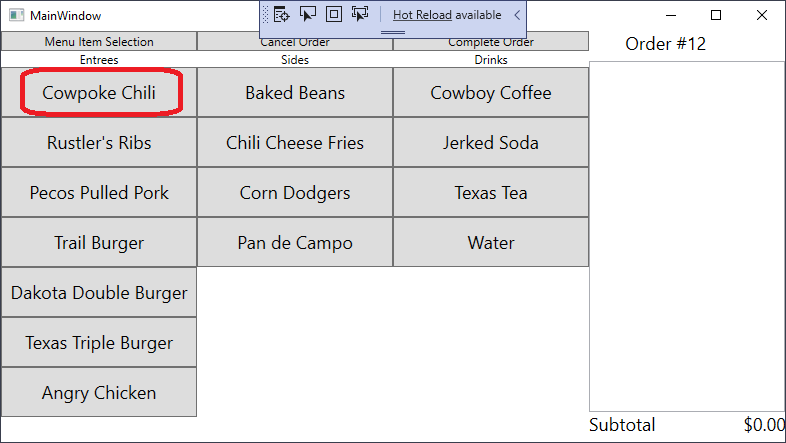 MainWindow
Hot Reload available
Menu Item Selection
Cancel Order
Complete Order
Order #12
Entrees
Sides
Drinks
Cowpoke Chili
Baked Beans
Cowboy Coffee
Rustler's Ribs
Chili Cheese Fries
Jerked Soda
Pecos Pulled Pork
Corn Dodgers
Texas Tea
Trail Burger
Pan de Campo
Water
Dakota Double Burger
Texas Triple Burger
Angry Chicken
Subtotal
$0.00